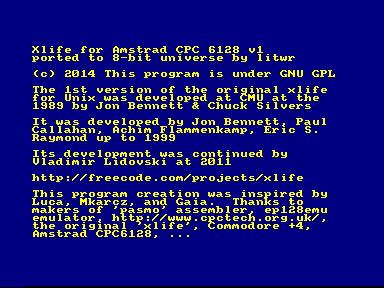 Xlife for Amstrad CPC 6128 v1
ported to 8-bit universe by litwr
(c) 2014 This program is under GNU GPL
The 1st version of the original xlife
for Unix was developed at CMU at the
1989 by Jon Bennett & Chuck Silvers
It was developed by Jon Bennett, Paul
Callahan, Achim Flammenkamp, Eric S.
Raymond up to 1999
Its development was continued by
Vladimir Lidovski at 2011
http://freecode.com/projects/xlife
This program creation was inspired by
Luca, Mkarcz, and Gaia.  Thanks to
makers of 'pasmo' assembler, ep128emu
emulator, http://www.cpctech.org.uk/,
the original 'xlife', Commodore +4,
Amstrad CPC6128, ...